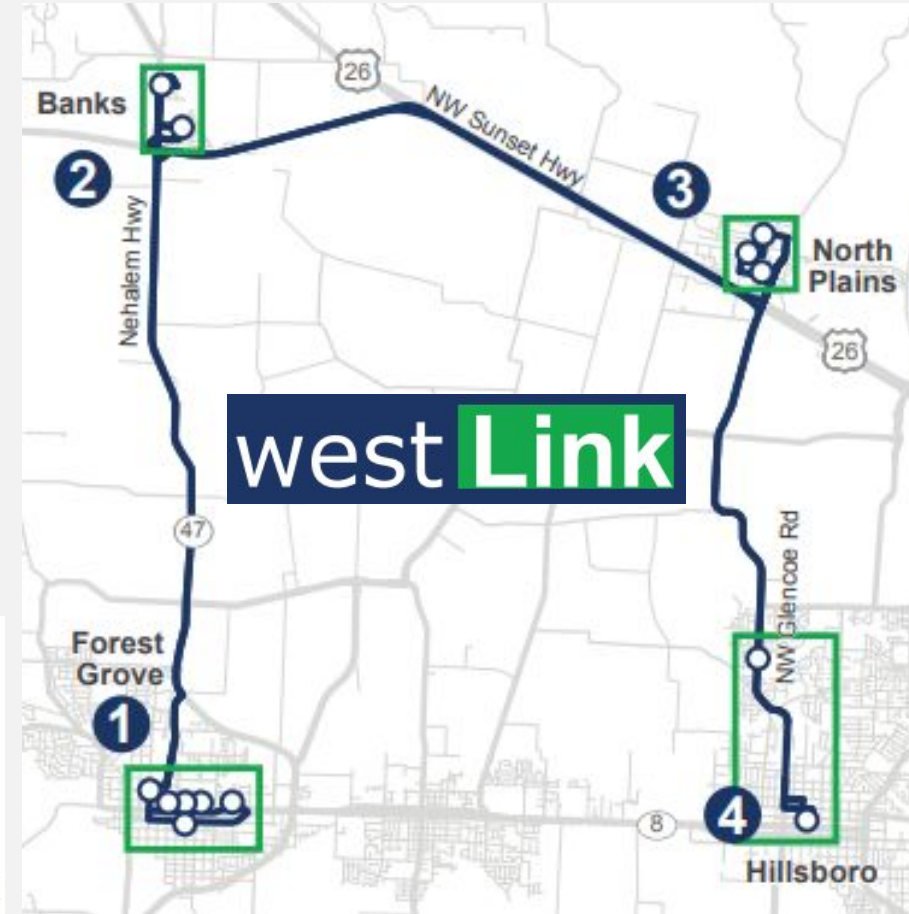 26
Banks
NW Sunset Hwy
2
3
Nehalem Hwy
North
Plains
26
west Link
47
NW Glencoe Rd
Forest
Grove
1
8
4
Hillsboro